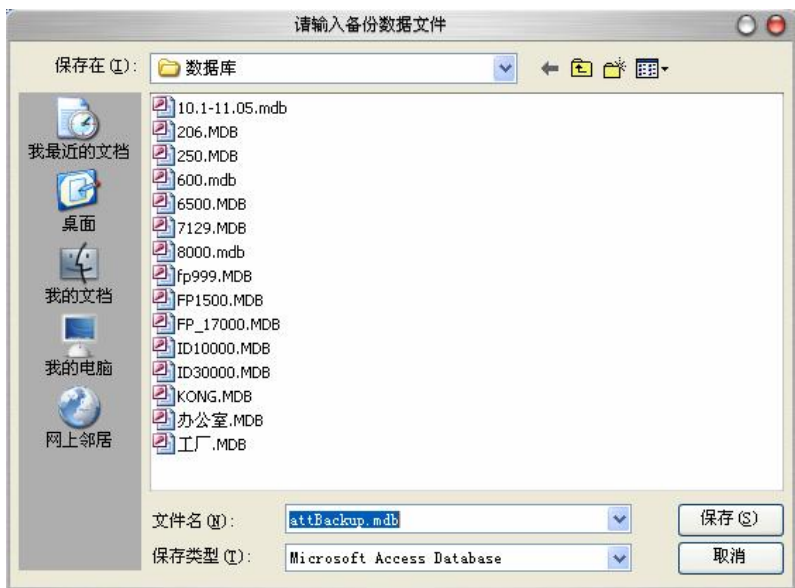 请输入备份数据文件
保存在(I): 数据库
我最近的文档
桌面
我的文档
我的电脑
网上邻居
10.1-11.05.mdb
206.MDB
250.MDB
600.mdb
6500.MDB
7129.MDB
8000.mdb
fp999.MDB
FP1500.MDB
FP_17000.MDB
ID10000.MDB
ID30000.MDB
KONG.MDB
办公室.MDB
工厂.MDB
文件名(N): attBackup.mdb 保存(S)
保存类型(T): Microsoft Access Database 取消